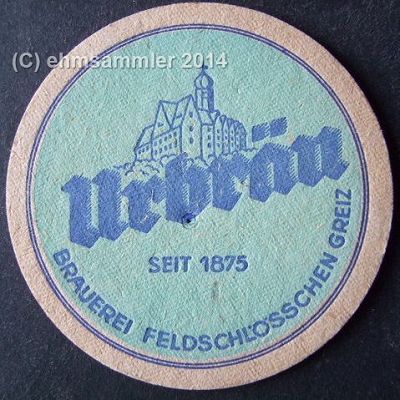 (C) ehmsammler 2014
Urbräu
SEIT 1875
BRAUEREI FELDSCHLÖSSCHEN GREIZ